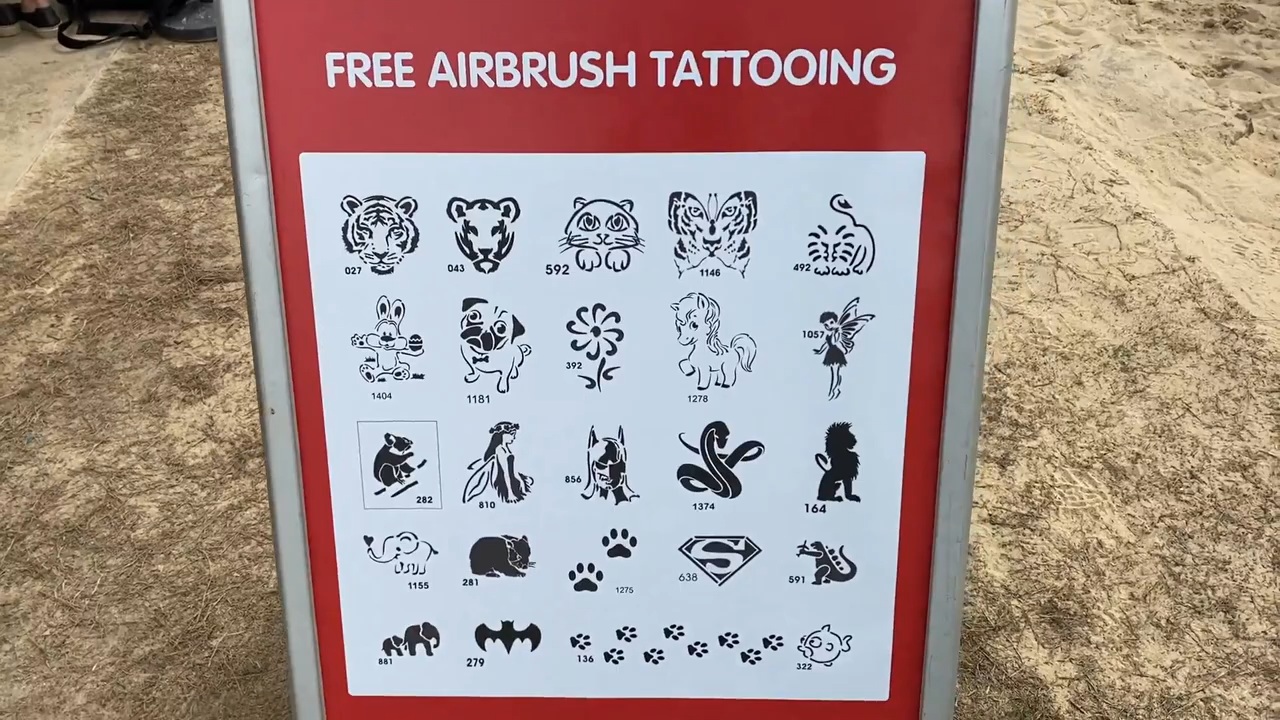 FREE AIRBRUSH TATTOOING
027 043 592 1146 492
1404 1181 392 1278 1057
282 810 856 1374 164
1155 281 1275 638 591
881 279 136 322